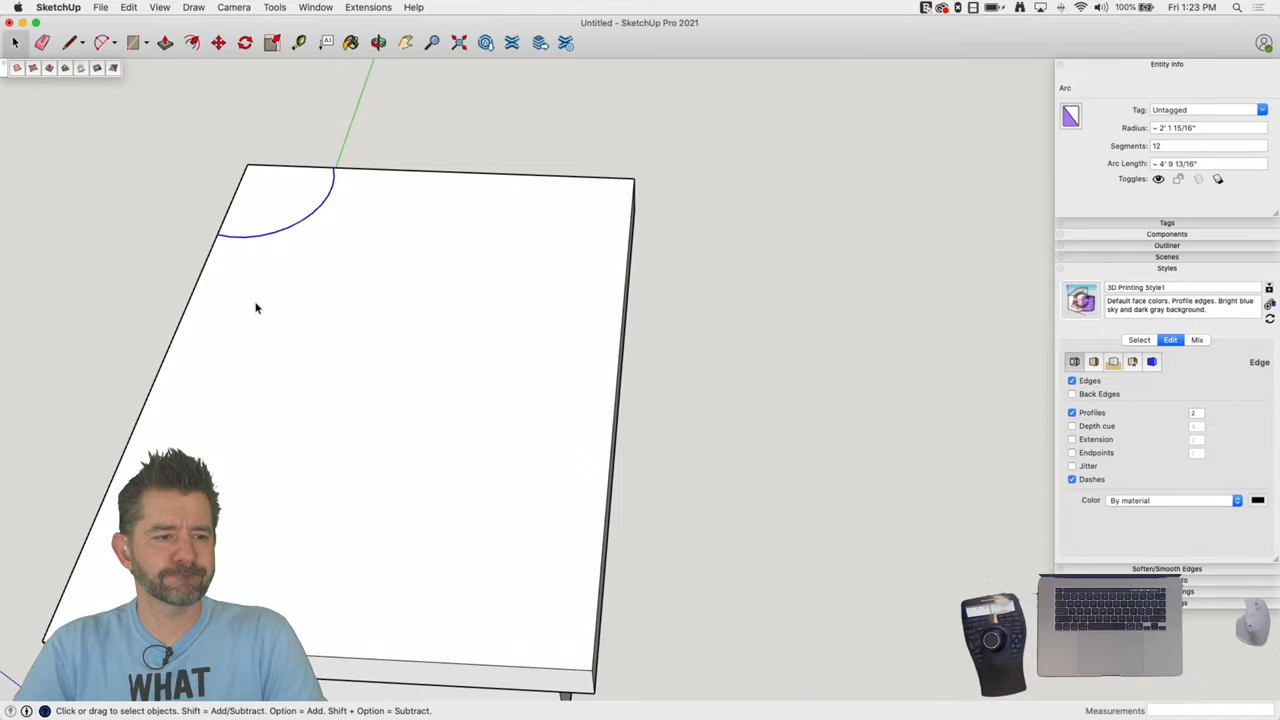 SketchUp File Edit View Draw Camera Tools Window Extensions Help 100% Fri 1:23 PM
Untitled - SketchUp Pro 2021
Entity Info
Arc
Tag: Untagged
Radius: ~ 2' 1 15/16"
Segments: 12
Arc Length: ~ 4' 9 13/16"
Toggles:
Tags
Components
Outliner
Scenes
Styles
3D Printing Style1
Default face colors. Profile edges. Bright blue
sky and dark gray background.
Select Edit Mix
Edge
Edges
Back Edges
Profiles 2
Depth cue
Extension
Endpoints
Jitter
Dashes
Color By material
Soften/Smooth Edges
WHAT
Click or drag to select objects. Shift = Add/Subtract. Option = Add. Shift + Option = Subtract. Measurements